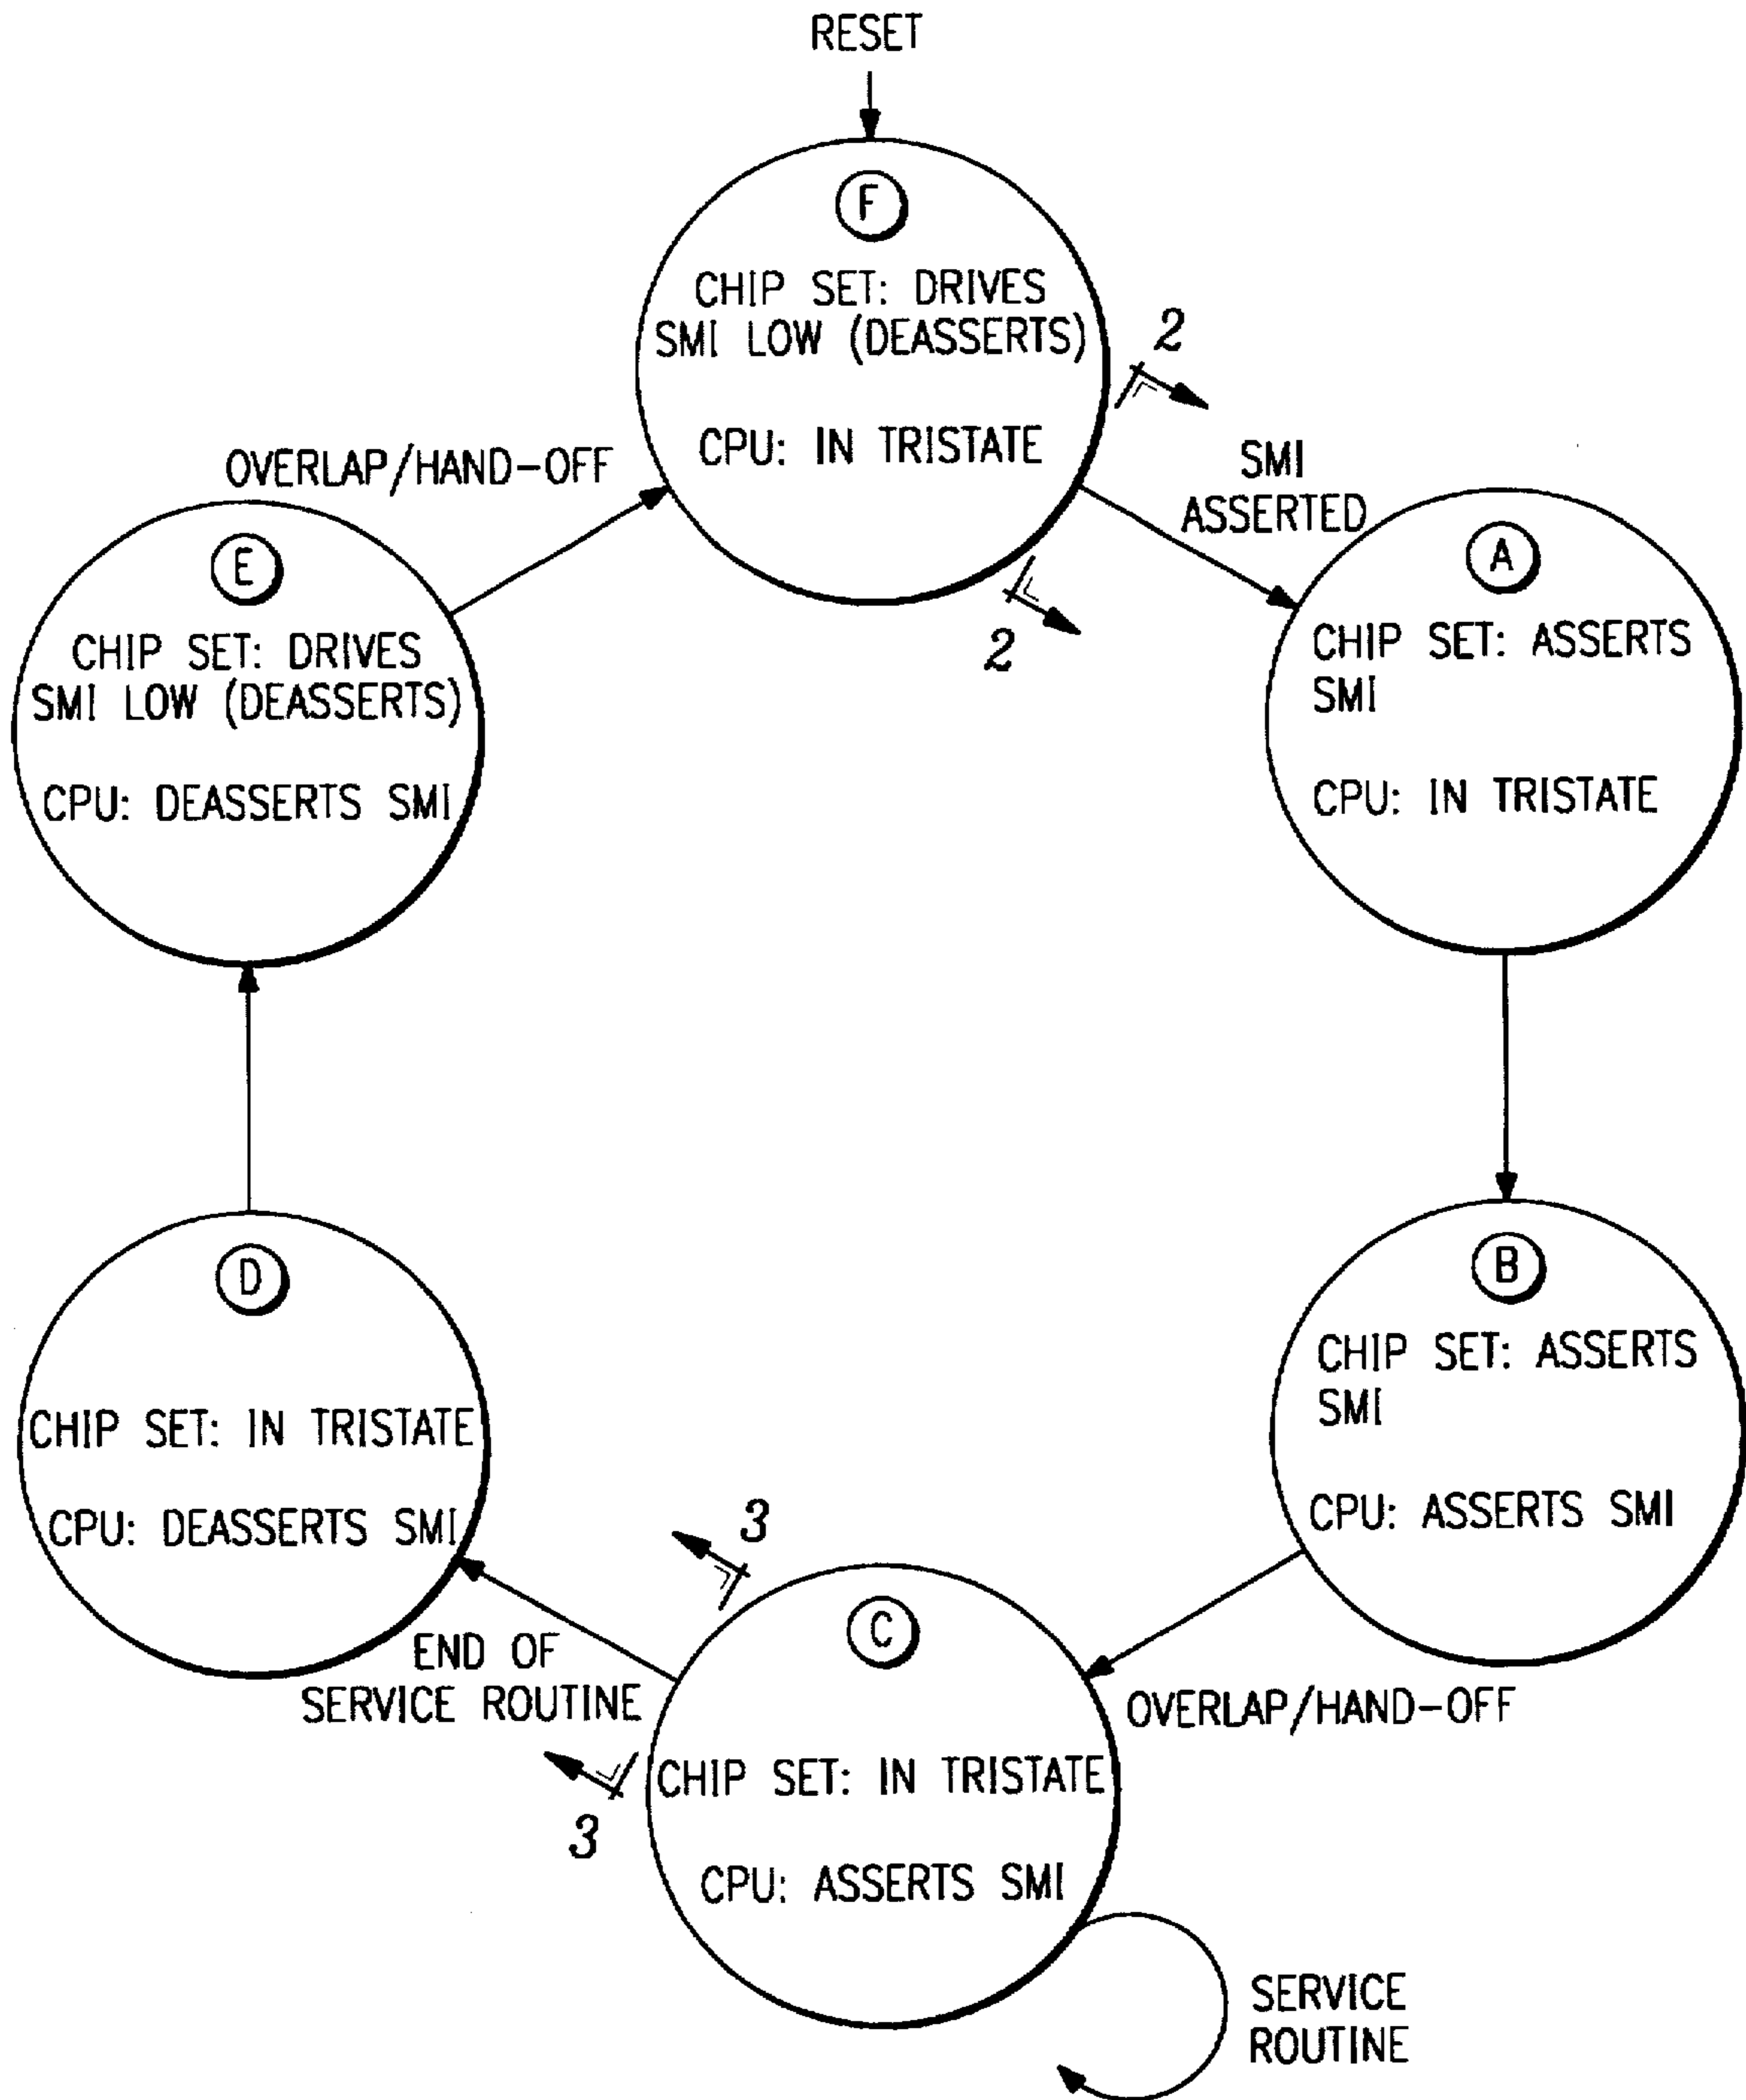 RESET
F
CHIP SET: DRIVES
SMI LOW (DEASSERTS)
CPU: IN TRISTATE
2
2
SMI
ASSERTED
A
CHIP SET: ASSERTS
SMI
CPU: IN TRISTATE
B
CHIP SET: ASSERTS
SMI
CPU: ASSERTS SMI
OVERLAP/HAND-OFF
C
CHIP SET: IN TRISTATE
CPU: ASSERTS SMI
SERVICE
ROUTINE
3
3
END OF
SERVICE ROUTINE
D
CHIP SET: IN TRISTATE
CPU: DEASSERTS SMI
E
CHIP SET: DRIVES
SMI LOW (DEASSERTS)
CPU: DEASSERTS SMI
OVERLAP/HAND-OFF